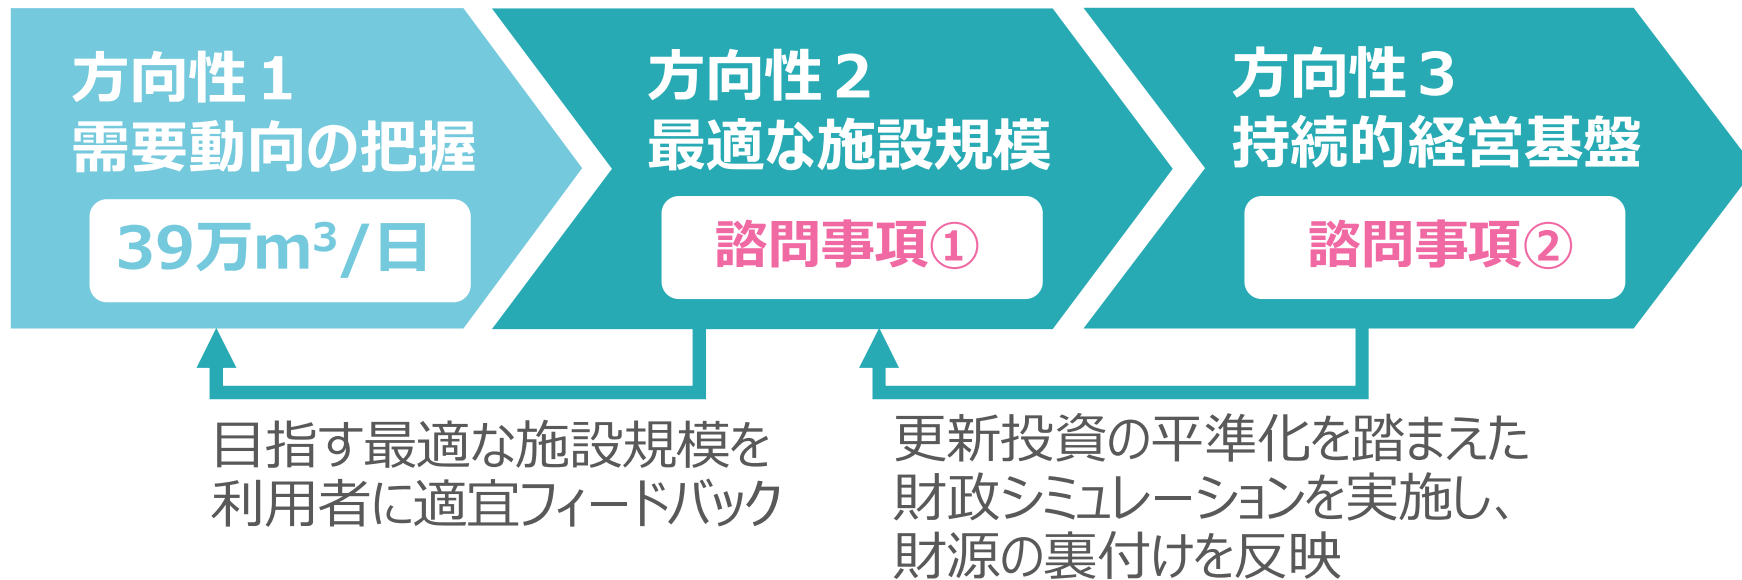 方向性１
需要動向の把握
39万m³/日
方向性２
最適な施設規模
諮問事項①
方向性３
持続的経営基盤
諮問事項②
目指す最適な施設規模を
利用者に適宜フィードバック
更新投資の平準化を踏まえた
財政シミュレーションを実施し、
財源の裏付けを反映